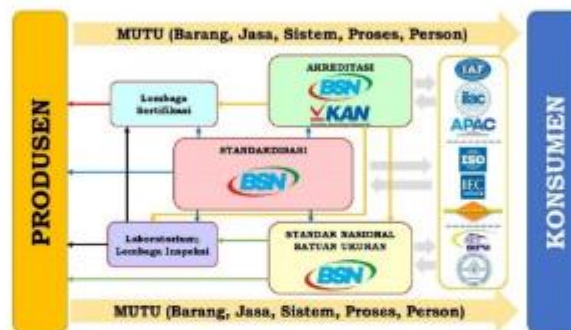 MUTU (Barang, Jasa, Sistem, Proses, Person)
PRODUSEN
KONSUMEN
AKREDITASI
BSN
KAN
Lembaga
Sertifikasi
STANDARDISASI
BSN
Laboratorium;
Lembaga Inspeksi
STANDAR NASIONAL
SATUAN UKURAN
BSN
IAF
ilac
APAC
ISO
IEC
MUTU (Barang, Jasa, Sistem, Proses, Person)